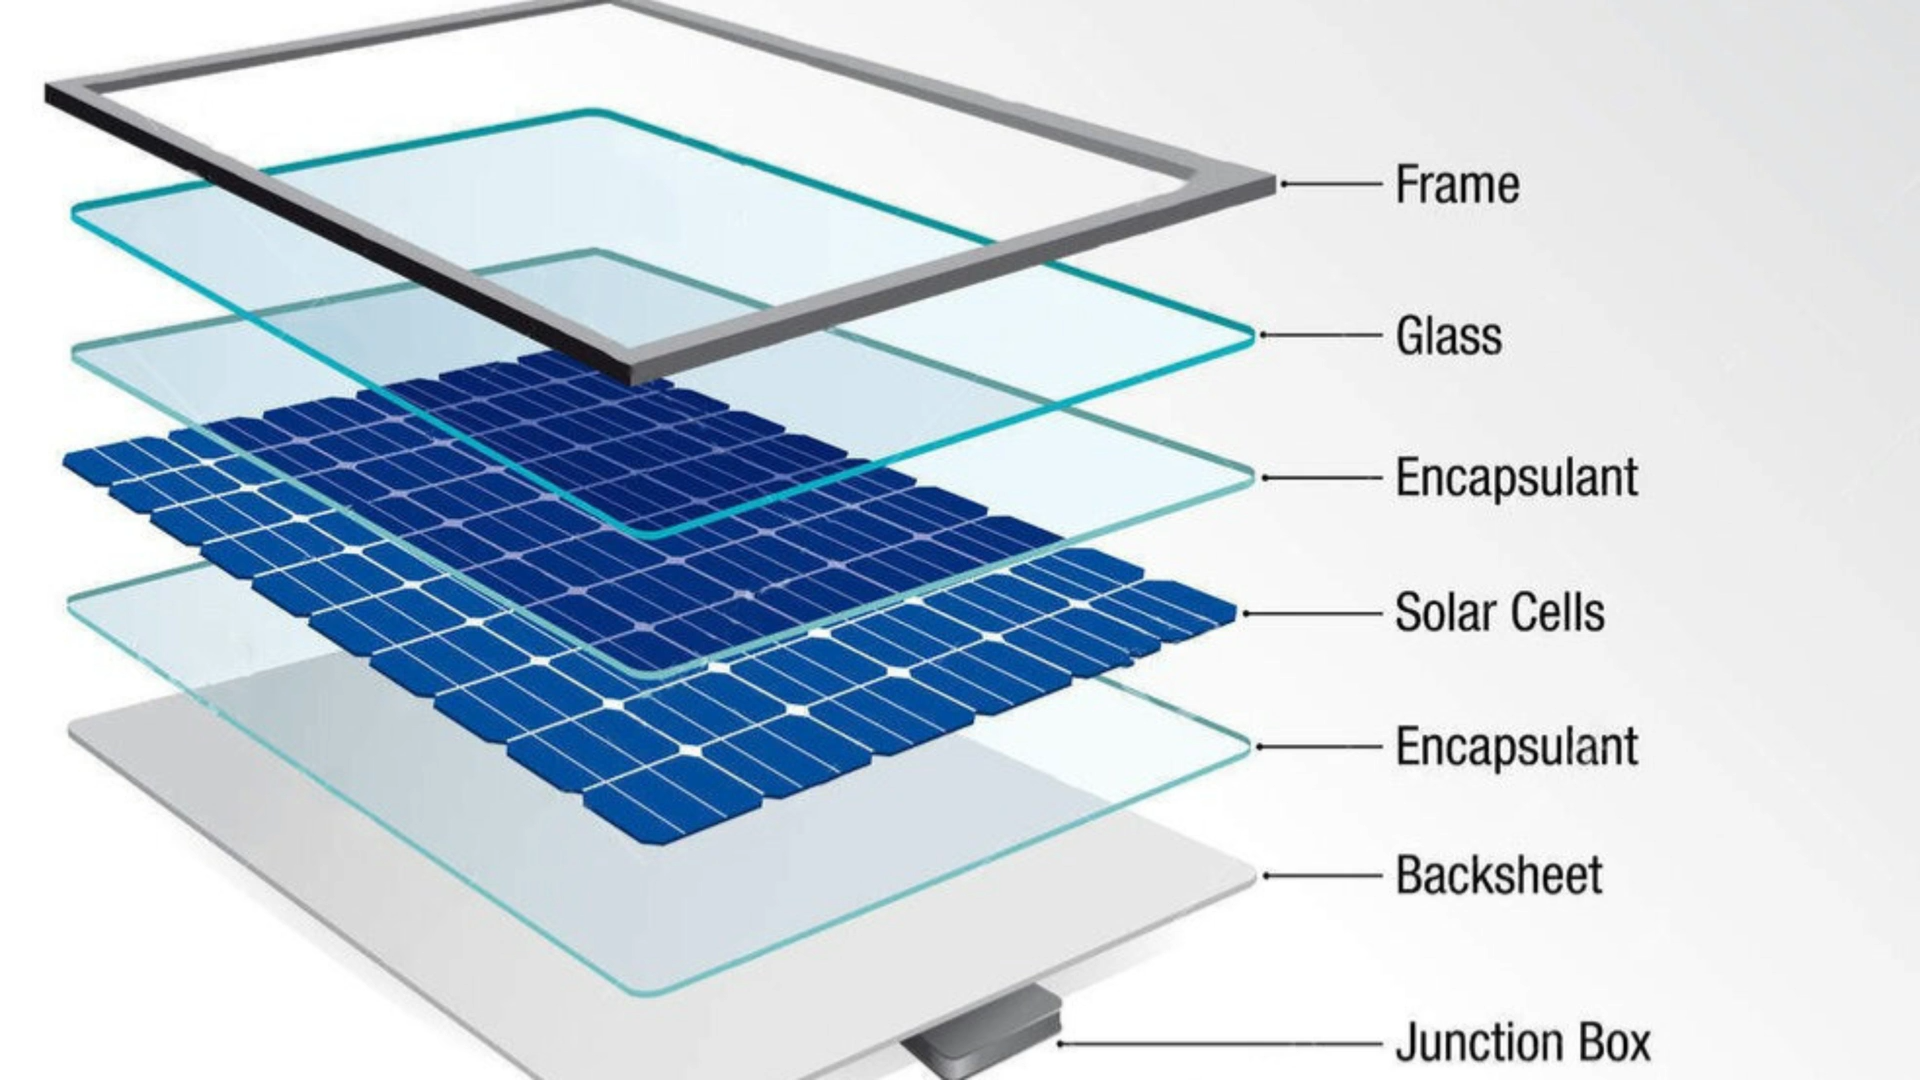 Frame
Glass
Encapsulant
Solar Cells
Encapsulant
Backsheet
Junction Box